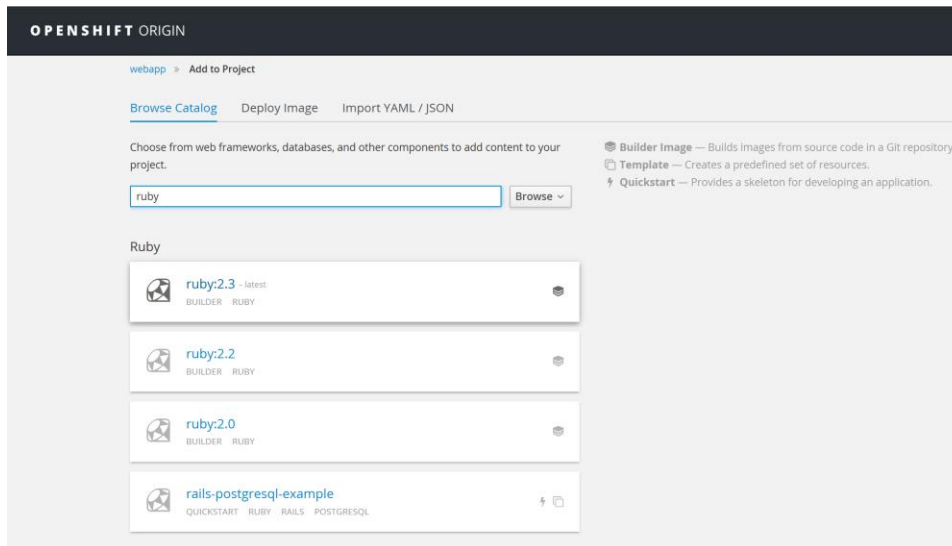 OPENSHIFT ORIGIN
webapp » Add to Project
Browse Catalog Deploy Image Import YAML / JSON
Choose from web frameworks, databases, and other components to add content to your
project.
Builder Image — Builds images from source code in a Git repository
Template — Creates a predefined set of resources.
Quickstart — Provides a skeleton for developing an application.
ruby Browse
Ruby
ruby:2.3 – latest
BUILDER RUBY
ruby:2.2
BUILDER RUBY
ruby:2.0
BUILDER RUBY
rails-postgresql-example
QUICKSTART RUBY RAILS POSTGRESQL